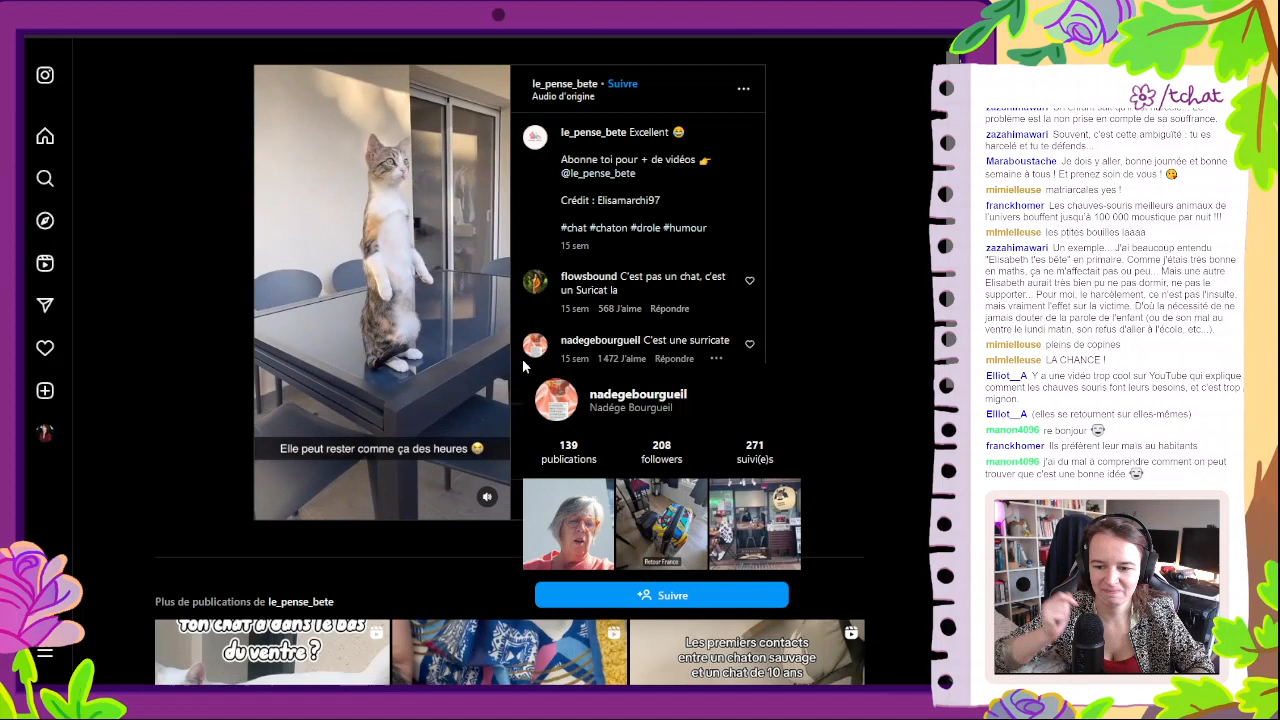 le_pense_bete • Suivre
Audio d'origine
le_pense_bete Excellent 😂
Abonne toi pour + de vidéos 👉
@le_pense_bete
Crédit : Elisamarchi97
#chat #chaton #drole #humour
15 sem
flowsbound C'est pas un chat, c'est
un Suricat la
15 sem 568 J'aime Répondre
nadegebourgueil C'est une surricate
15 sem 1 472 J'aime Répondre
nadegebourgueil
Nadége Bourgueil
139 208 271
publications followers suivi(e)s
Retour France
Suivre
Elle peut rester comme ça des heures 😂
Plus de publications de le_pense_bete
ton chat a dans le bas
du ventre ?
Les premiers contacts
entre un chaton sauvage
et un chat de 10 ans
/tchat
problème est la non prise en compte de sa souffrance.
zazahimawari Souvent, c'est cette ambiguïté : tu es
harcelé et tu te défends...
Maraboustache Je dois y aller, bonne journée et bonne
semaine à tous ! Et prenez soin de vous !
mimielleuse matriarcales yes !
franckhomer Les chauves-souris meilleurs animaux de
l'univers bouffent jusqu'à 100 000 moustique par nuit !!!
mimielleuse les ptites bouilles laaaa
zazahimawari Un exemple... J'ai beaucoup entendu
"Elisabeth t'es bête" en primaire. Comme j'étais très bonne
en maths, ça ne m'affectait pas ou peu... Mais une autre
Elisabeth aurait très bien pu ne pas dormir, ne pas le
supporter... Pour moi, le harcèlement, ce n'est pas l'insulte.
mais vraiment l'effet sur la victime. D'où la nécessité de ne
jamais douter de la parole de l'enfant (ou de son mal au
ventre le lundi matin, son refus d'aller à l'école, etc...).
mimielleuse pleins de copines
mimielleuse LA CHANCE !
Elliot__A Y a une vidéo trop cool sur YouTube qui explique
comment les chauves souris font leurs besoins, et c'est trop
mignon.
Elliot__A (elles se retournent sur elles-mêmes)
manon4096 re bonjour
franckhomer Ils préfèrent leur mais au habitants
manon4096 j'ai du mal à comprendre comment on peut
trouver que c'est une bonne idée